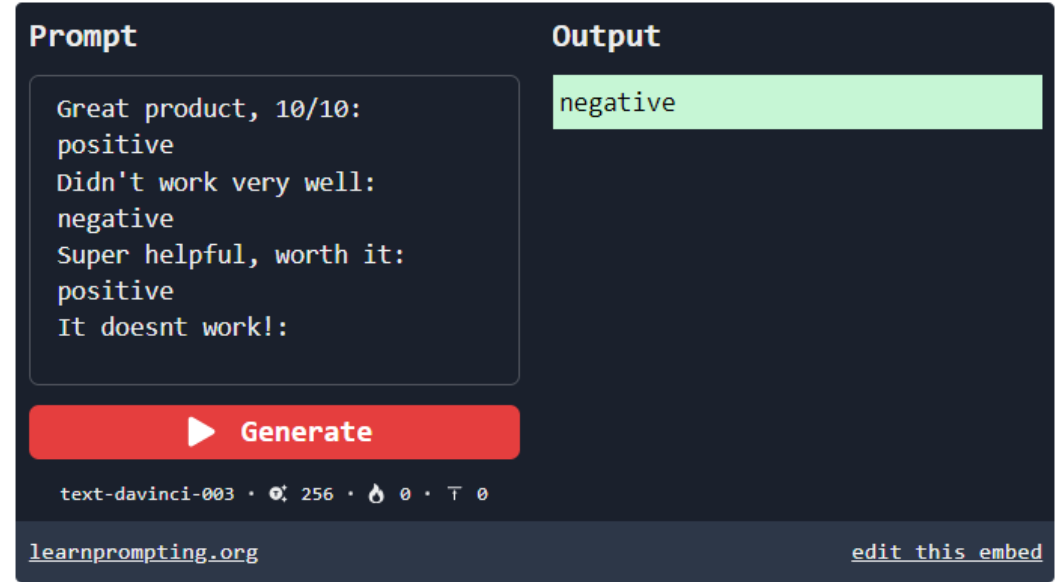 Prompt
Great product, 10/10:
positive
Didn't work very well:
negative
Super helpful, worth it:
positive
It doesnt work!:
Generate
text-davinci-003 · 256 · 0 · 0
Output
negative
learnprompting.org
edit this embed